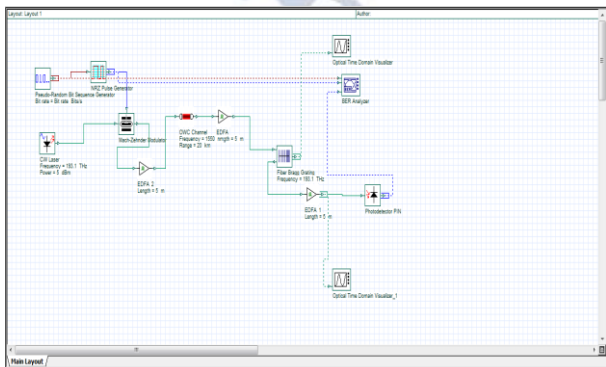 Layout: Layout 1
Author:
Optical Time Domain Visualizer
NRZ Pulse Generator
Pseudo-Random Bit Sequence Generator
Bit rate = Bit rate Bits/s
BER Analyzer
Mach-Zehnder Modulator
OWC Channel
Frequency = 1550 nm
Range = 20 km
EDFA
Length = 5 m
CW Laser
Frequency = 193.1 THz
Power = 5 dBm
EDFA 2
Length = 5 m
Fiber Bragg Grating
Frequency = 193.1 THz
EDFA 1
Length = 5 m
Photodetector PIN
Optical Time Domain Visualizer_1
Main Layout